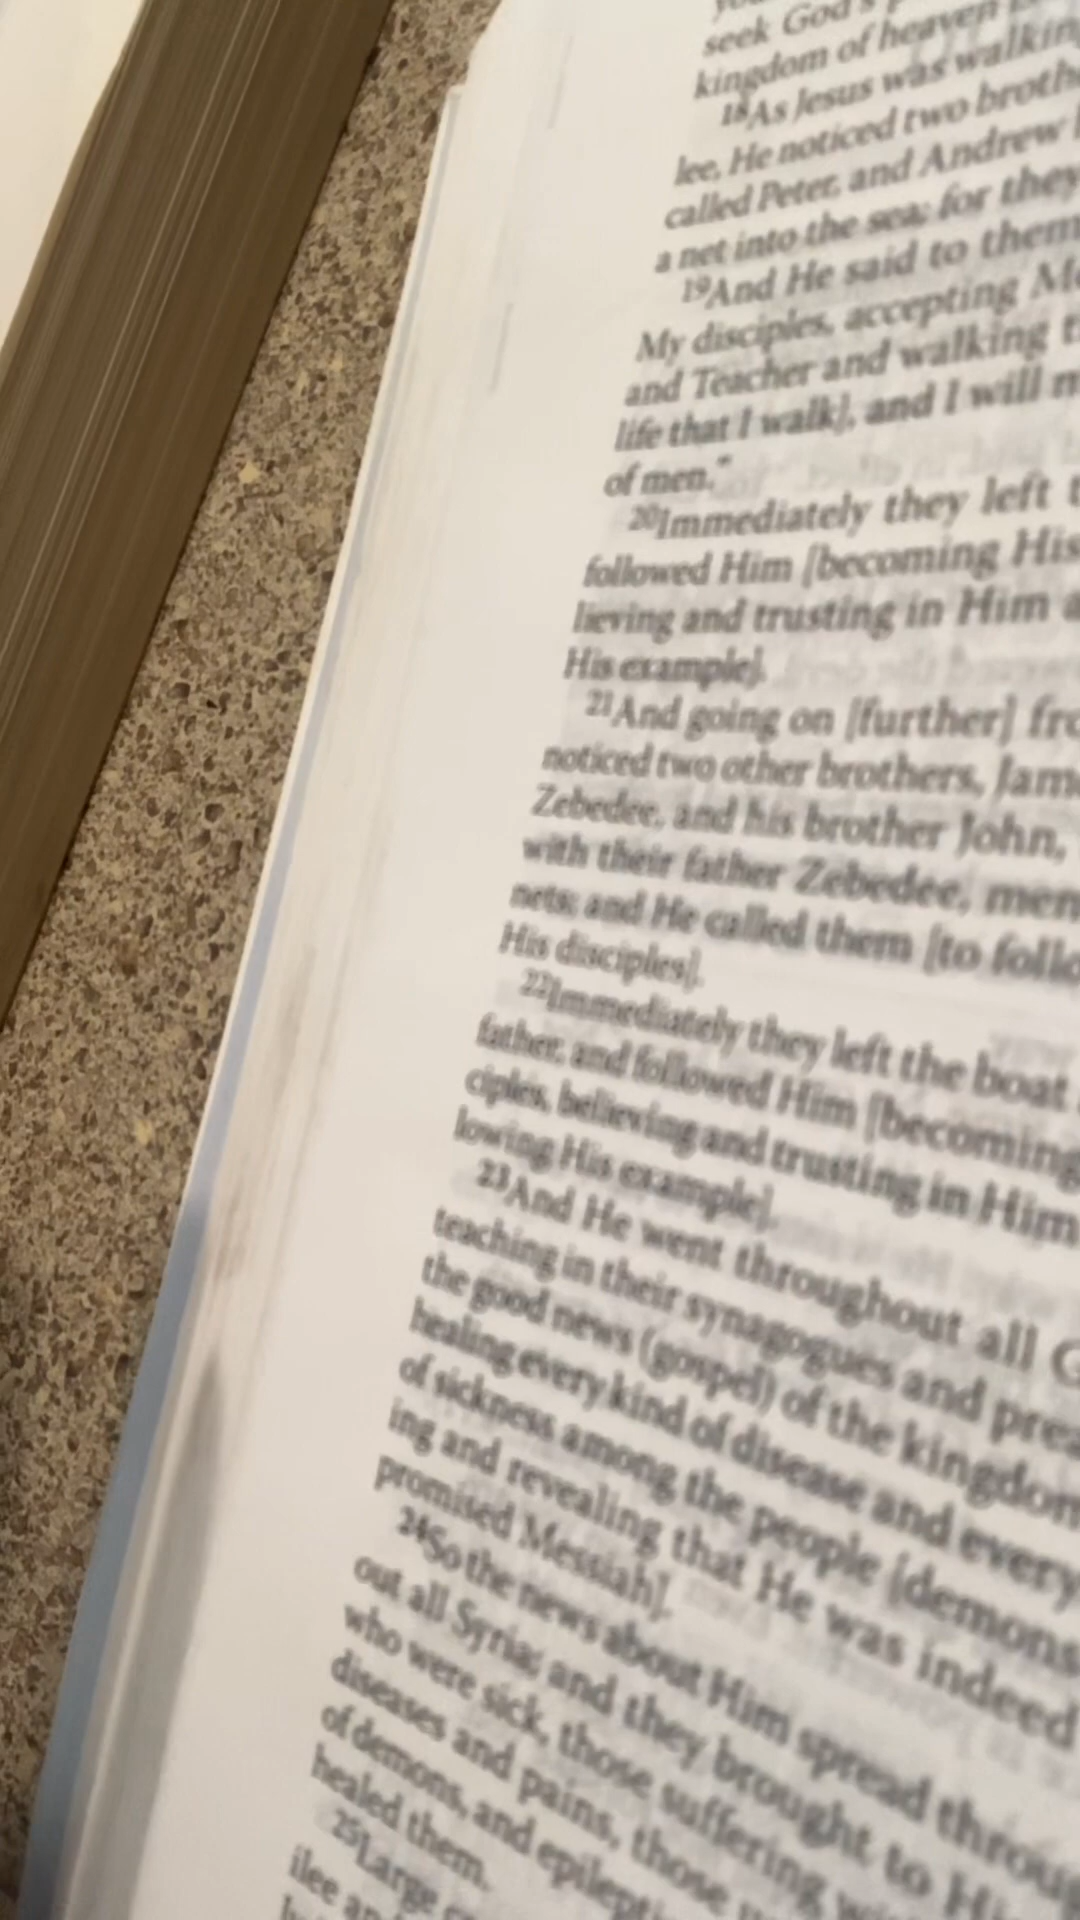 seek God's
kingdom of heaven
18As Jesus was walking
lee, He noticed two broth
called Peter, and Andrew
a net into the sea; for they
19And He said to them
My disciples, accepting M
and Teacher and walking t
life that I walk], and I will m
of men."
20Immediately they left t
followed Him [becoming His
lieving and trusting in Him a
His example].
21And going on [further] fro
noticed two other brothers, Jam
Zebedee, and his brother John,
with their father Zebedee, men
nets; and He called them [to follo
His disciples].
22Immediately they left the boat
father, and followed Him [becoming
ciples, believing and trusting in Him
lowing His example].
23And He went throughout all G
teaching in their synagogues and prea
the good news (gospel) of the kingdom
healing every kind of disease and every
of sickness among the people [demons
ing and revealing that He was indeed
promised Messiah].
24So the news about Him spread throu
out all Syria; and they brought to Hi
who were sick, those suffering wi
diseases and pains, those
of demons, and epilepti
healed them.
25Large
ilee an